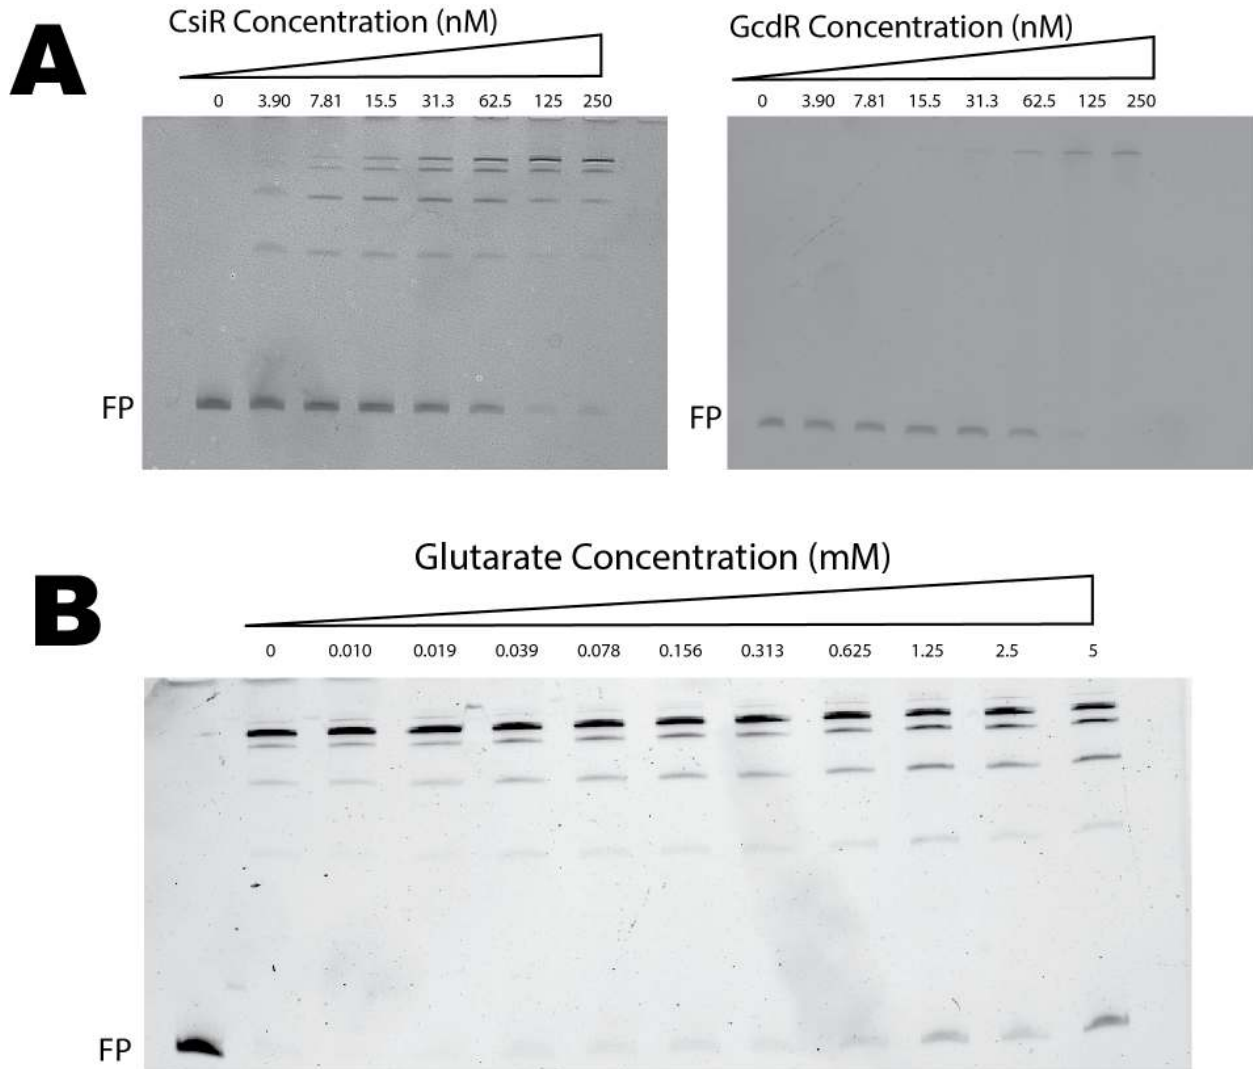 A
CsiR Concentration (nM)
0 3.90 7.81 15.5 31.3 62.5 125 250
FP
GcdR Concentration (nM)
0 3.90 7.81 15.5 31.3 62.5 125 250
FP
B
Glutarate Concentration (mM)
0 0.010 0.019 0.039 0.078 0.156 0.313 0.625 1.25 2.5 5
FP